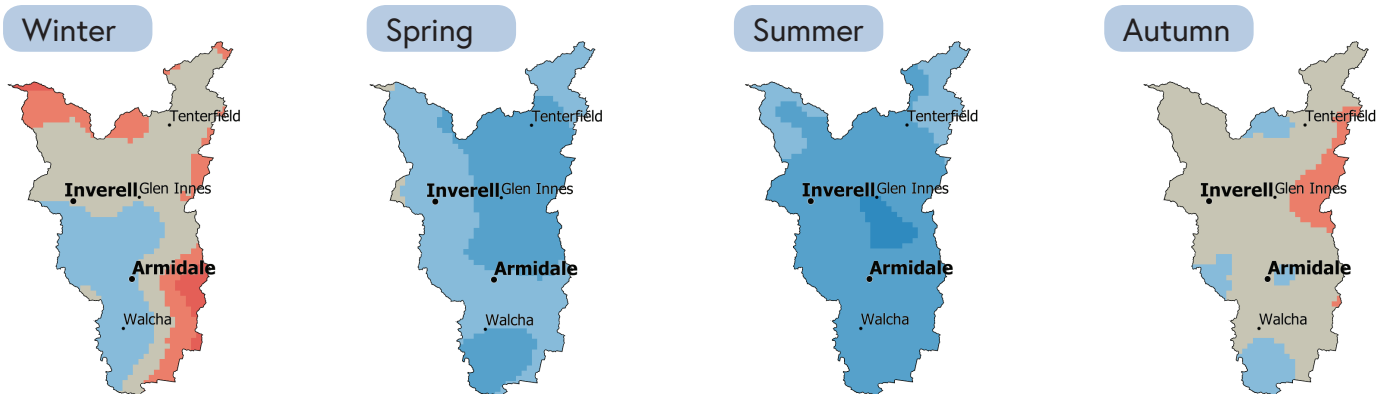 Winter
Spring
Summer
Autumn
Tenterfield
Inverell
Glen Innes
Armidale
Walcha
Tenterfield
Inverell
Glen Innes
Armidale
Walcha
Tenterfield
Inverell
Glen Innes
Armidale
Walcha
Tenterfield
Inverell
Glen Innes
Armidale
Walcha